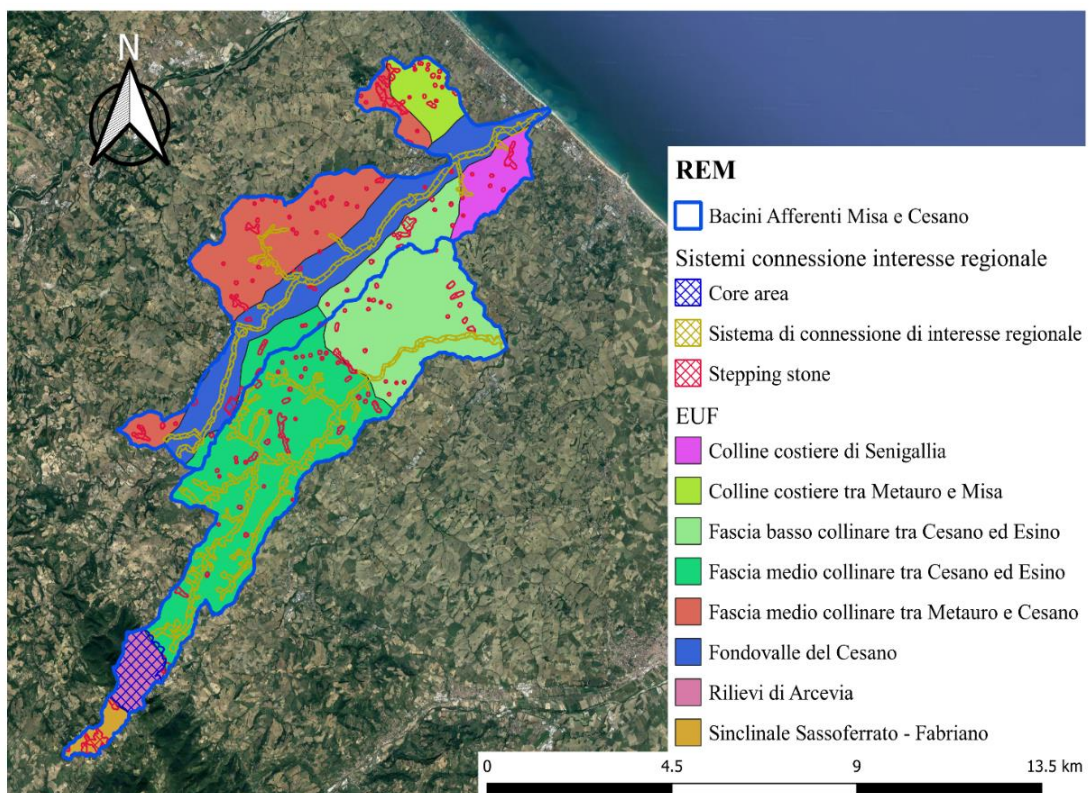 N
REM
Bacini Afferenti Misa e Cesano
Sistemi connessione interesse regionale
Core area
Sistema di connessione di interesse regionale
Stepping stone
EUF
Colline costiere di Senigallia
Colline costiere tra Metauro e Misa
Fascia basso collinare tra Cesano ed Esino
Fascia medio collinare tra Cesano ed Esino
Fascia medio collinare tra Metauro e Cesano
Fondovalle del Cesano
Rilievi di Arcevia
Sinclinale Sassoferrato - Fabriano
0 4.5 9 13.5 km